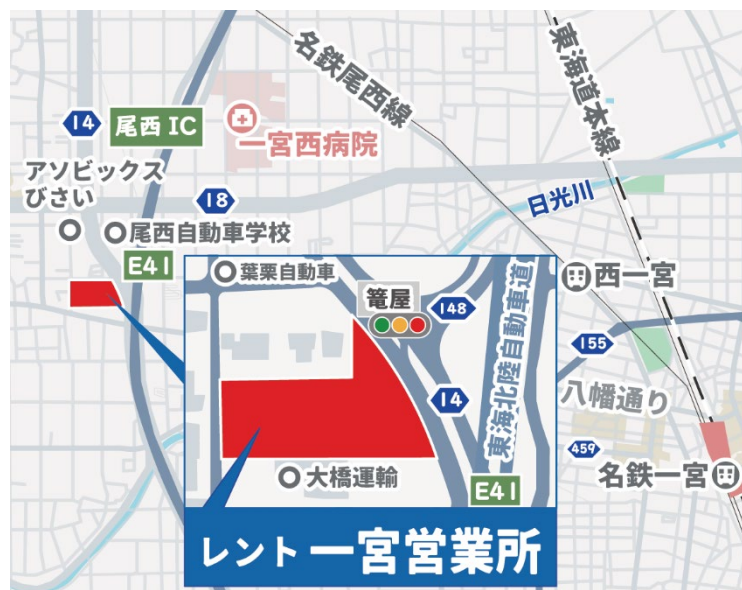 名鉄尾西線
東海道本線
14
尾西 IC
一宮西病院
アソビックス
びさい
18
日光川
尾西自動車学校
E41
葉栗自動車
篭屋
148
東海北陸自動車道
西一宮
155
14
八幡通り
大橋運輸
E41
459
名鉄一宮
レント 一宮営業所